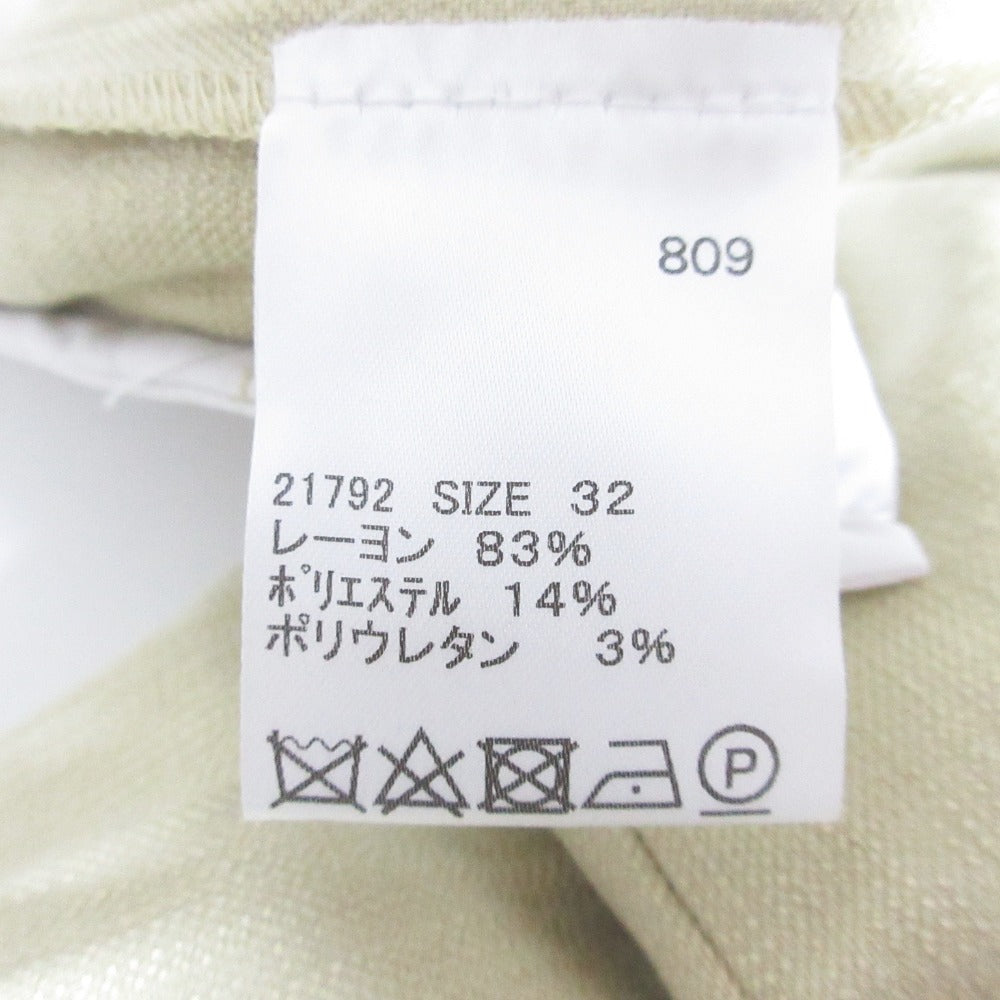 809
21792 SIZE 32
レーヨン 83%
ポリエステル 14%
ポリウレタン 3%
P